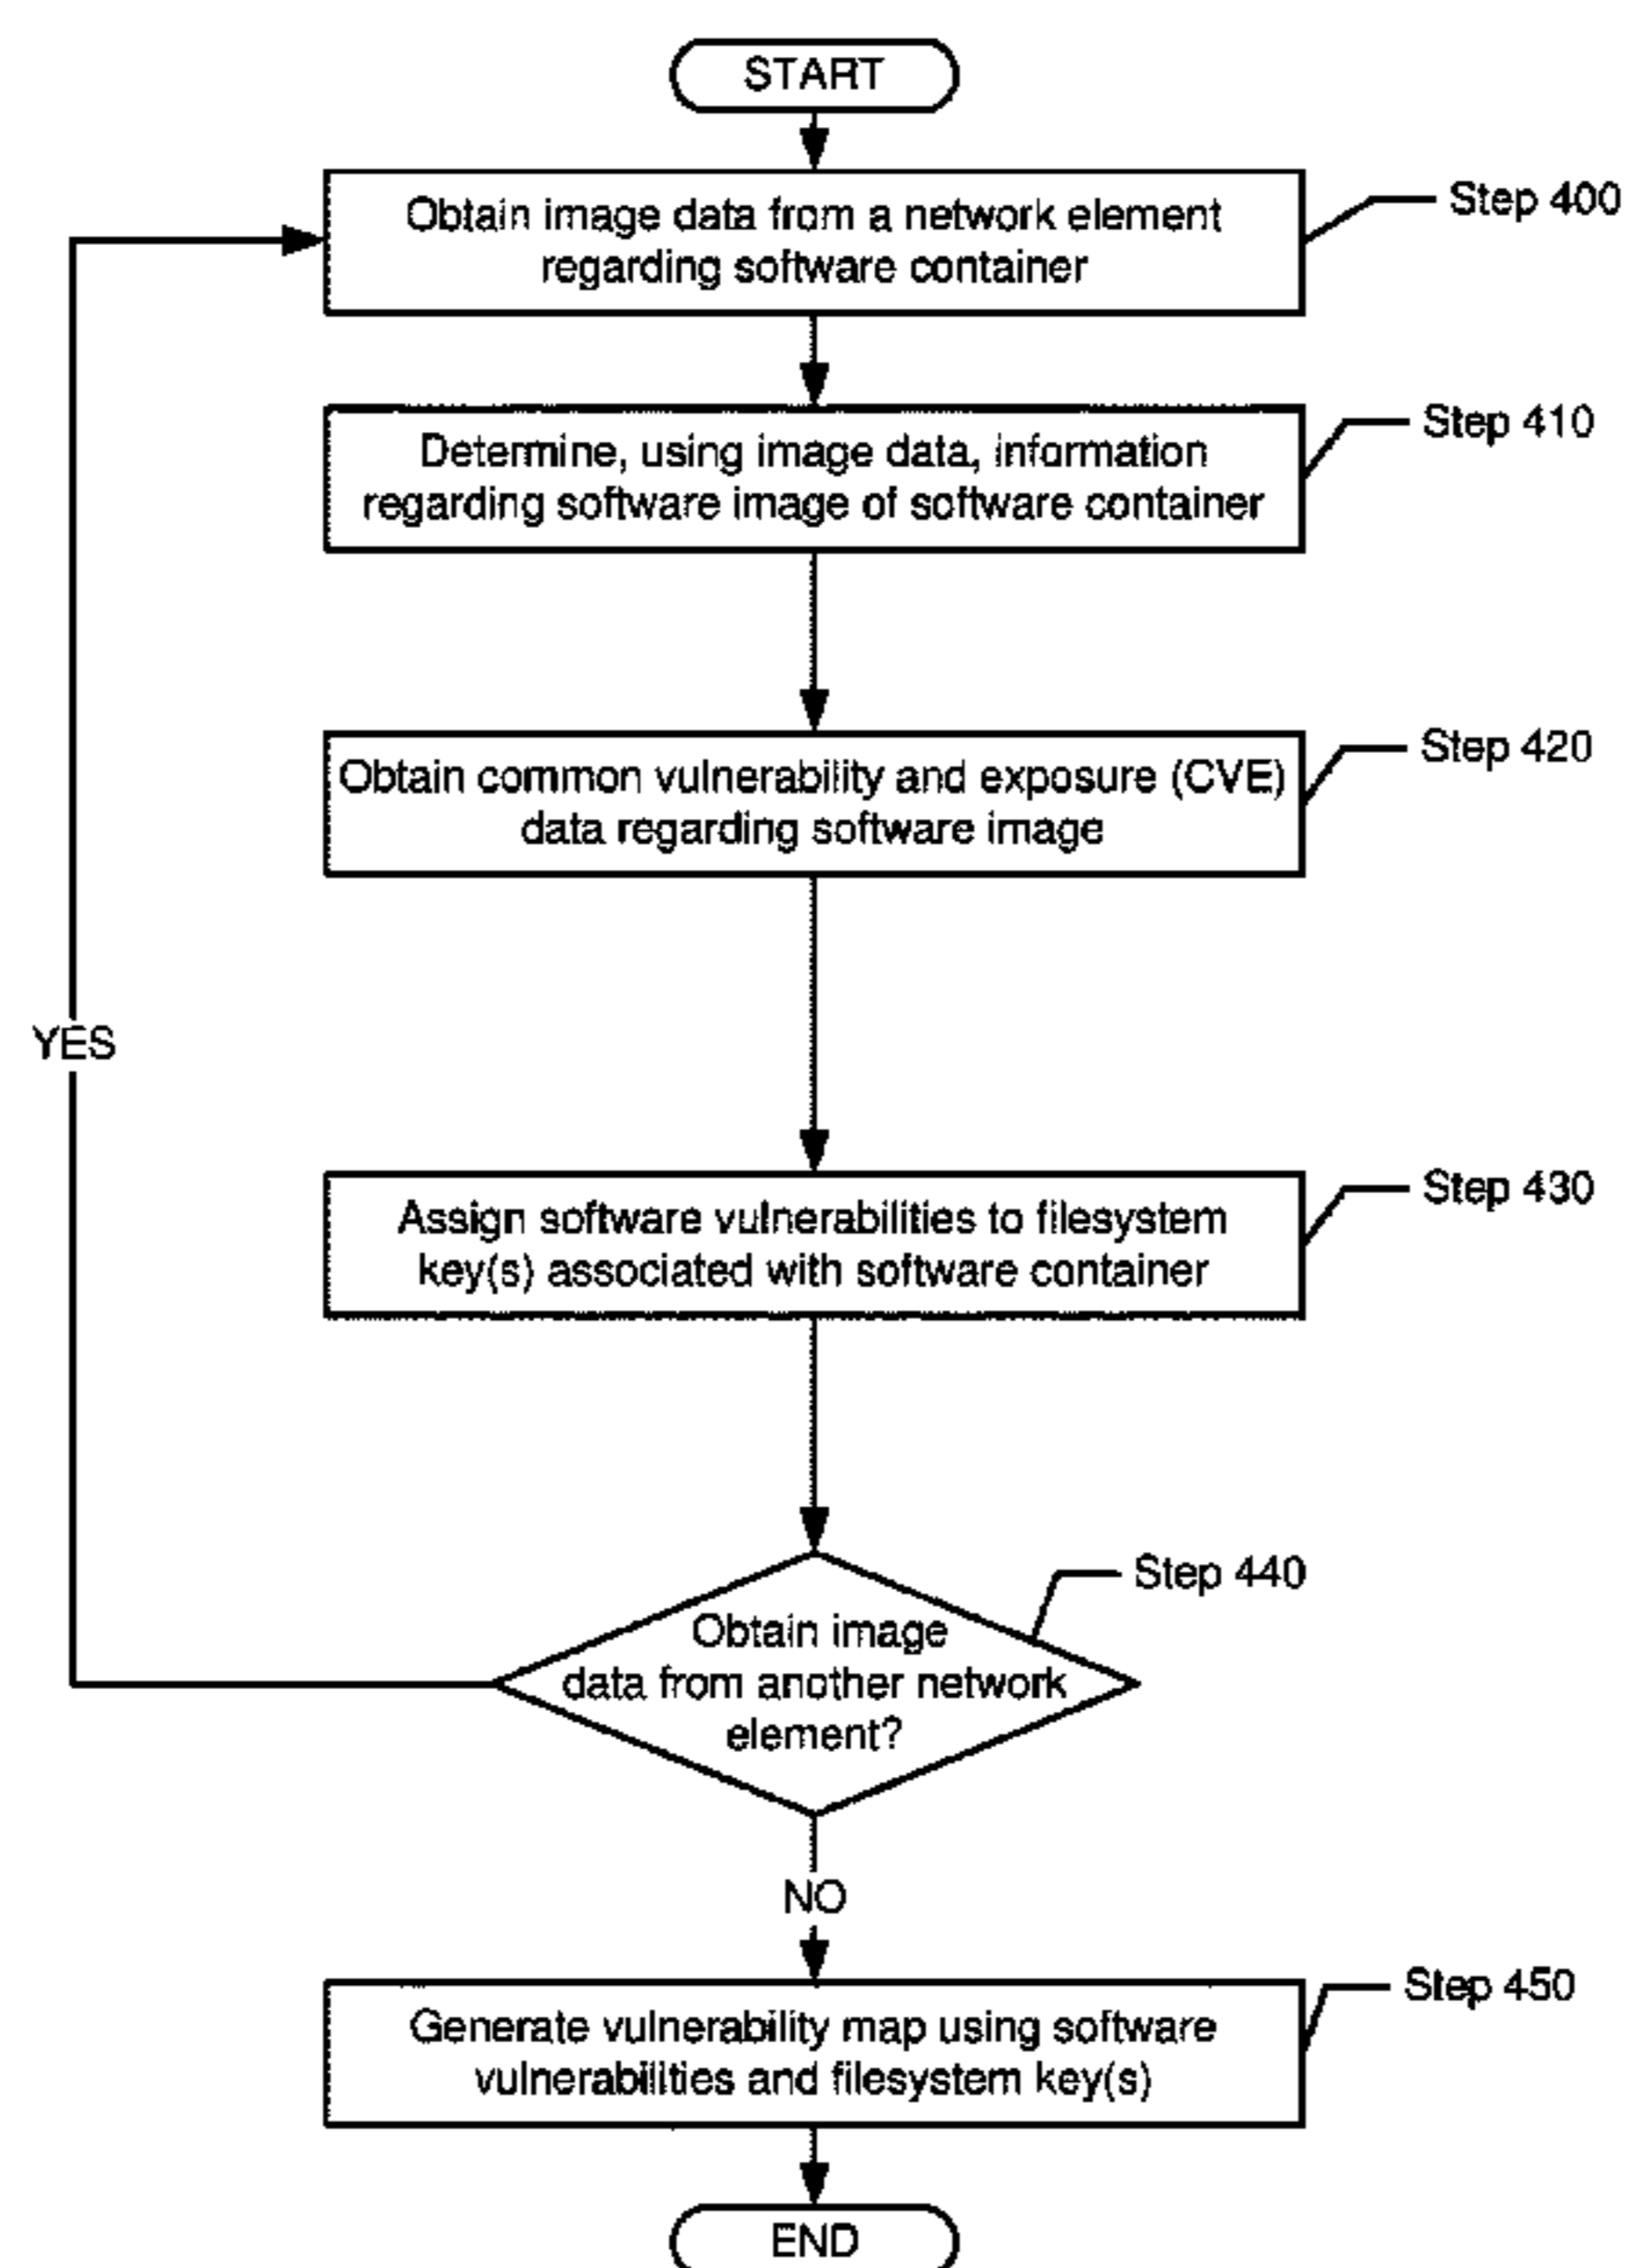 START
Obtain image data from a network element
regarding software container
Step 400
Determine, using image data, information
regarding software image of software container
Step 410
Obtain common vulnerability and exposure (CVE)
data regarding software image
Step 420
YES
Assign software vulnerabilities to filesystem
key(s) associated with software container
Step 430
Obtain image
data from another network
element?
Step 440
NO
Generate vulnerability map using software
vulnerabilities and filesystem key(s)
Step 450
END